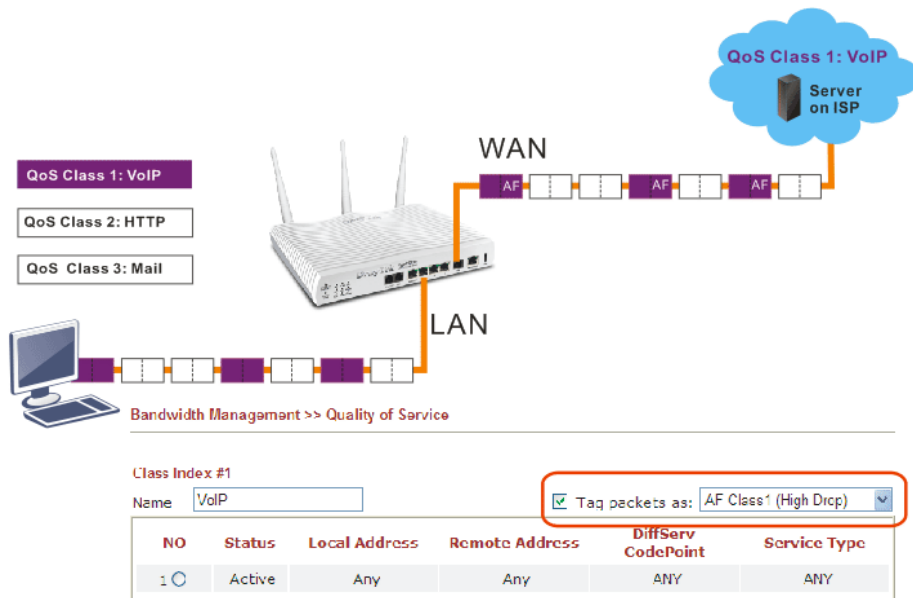 QoS Class 1: VoIP
Server
on ISP
WAN
QoS Class 1: VoIP
AF
AF
AF
QoS Class 2: HTTP
QoS Class 3: Mail
LAN
Bandwidth Management >> Quality of Service
Class Index #1
Name VoIP
Tag packets as: AF Class1 (High Drop)
NO Status Local Address Remote Address DiffServ CodePoint Service Type
1 Active Any Any ANY ANY